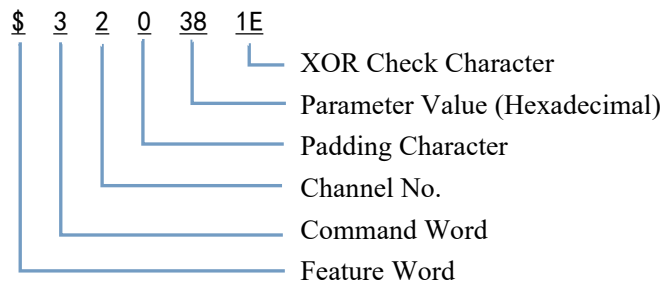 $ 3 2 0 38 1E
XOR Check Character
Parameter Value (Hexadecimal)
Padding Character
Channel No.
Command Word
Feature Word